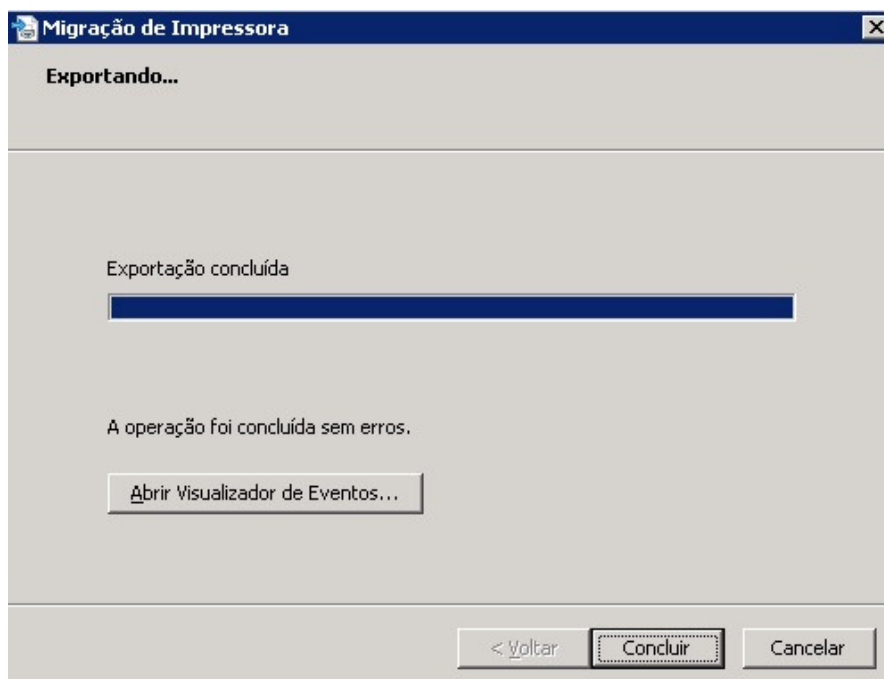 Migração de Impressora
Exportando...
Exportação concluída
A operação foi concluída sem erros.
Abrir Visualizador de Eventos...
< Voltar
Concluir
Cancelar